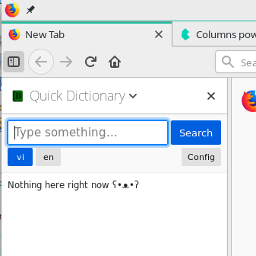 New Tab
Columns pow
Sea
Quick Dictionary
Type something...
Search
vi
en
Config
Nothing here right now ʕ•ᴥ•ʔ